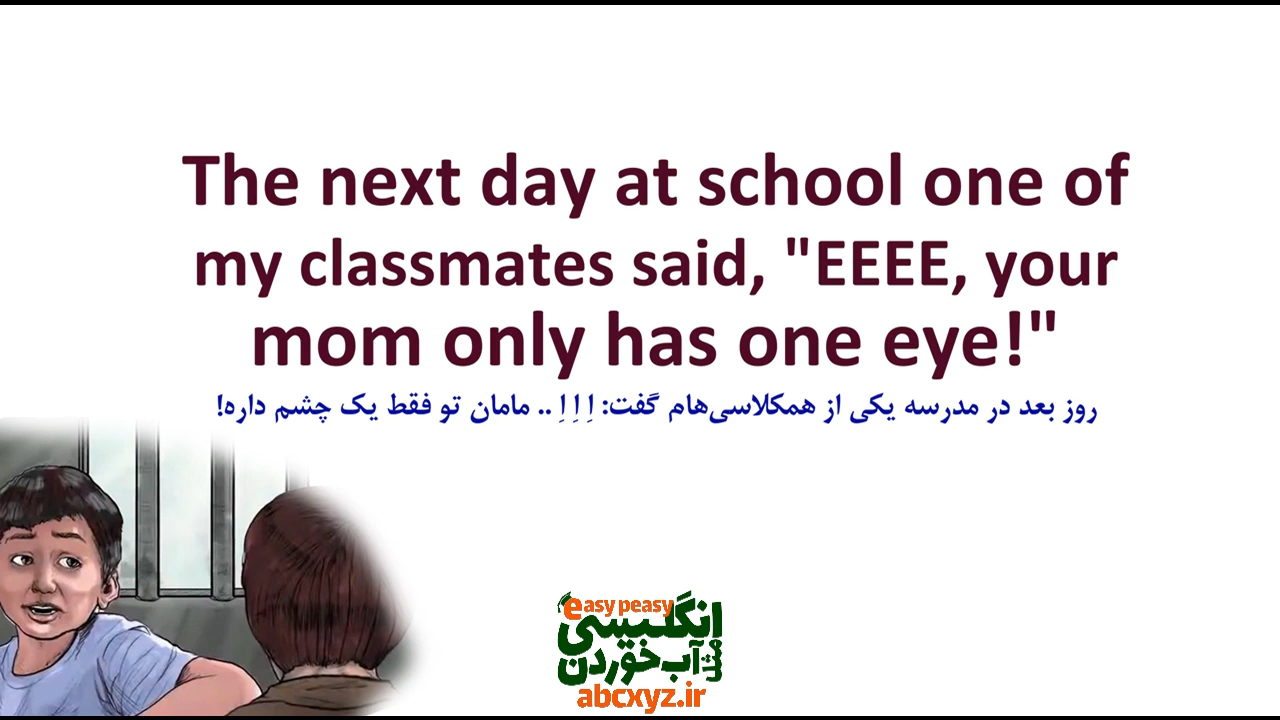 The next day at school one of
my classmates said, "EEEE, your
mom only has one eye!"
روز بعد در مدرسه یکی از همکلاسی‌هام گفت: اِ اِ اِ .. مامان تو فقط یک چشم داره!
easy peasy
انگلیسی
مثل آب خوردن
abcxyz.ir